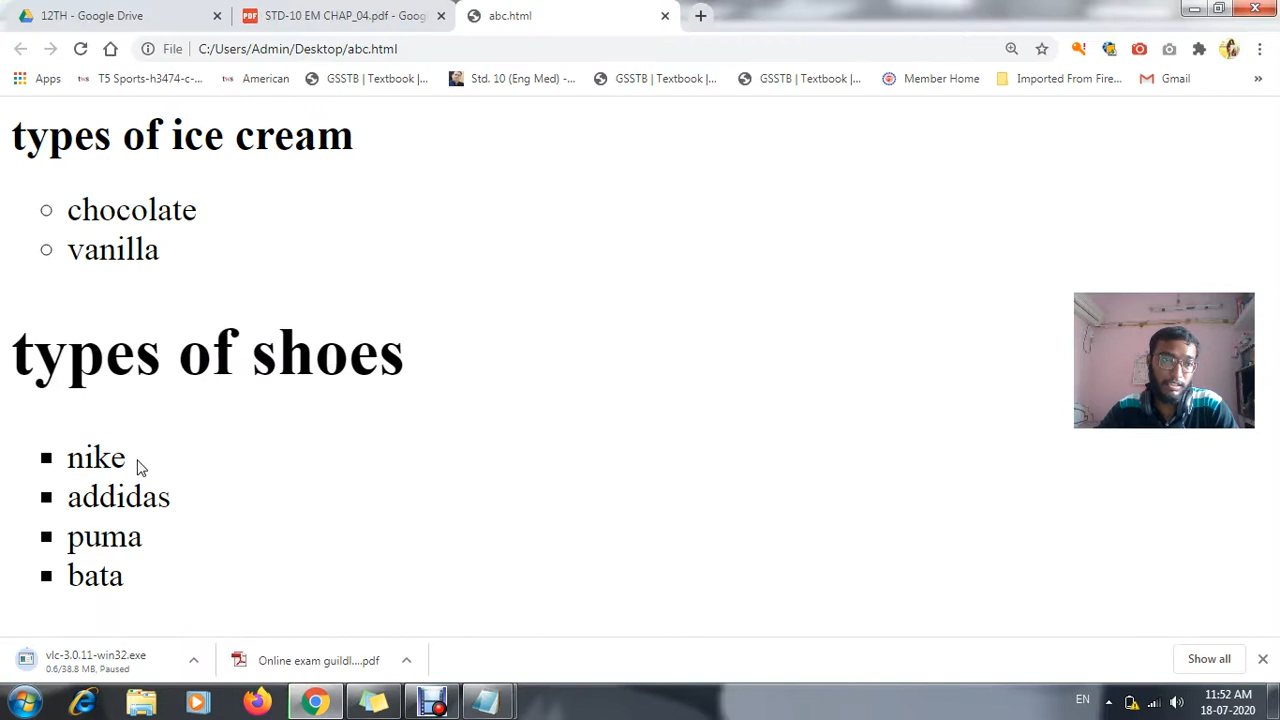 12TH - Google Drive
PDF
STD-10 EM CHAP_04.pdf - Goog
abc.html
File
C:/Users/Admin/Desktop/abc.html
Apps
T5 Sports-h3474-c-...
American
GSSTB | Textbook |...
Std. 10 (Eng Med) -...
GSSTB | Textbook |...
GSSTB | Textbook |...
Member Home
Imported From Fire...
Gmail
»
types of ice cream
chocolate
vanilla
types of shoes
nike
addidas
puma
bata
vlc-3.0.11-win32.exe
0.6/38.8 MB, Paused
Online exam guildl....pdf
Show all
EN
11:52 AM
18-07-2020